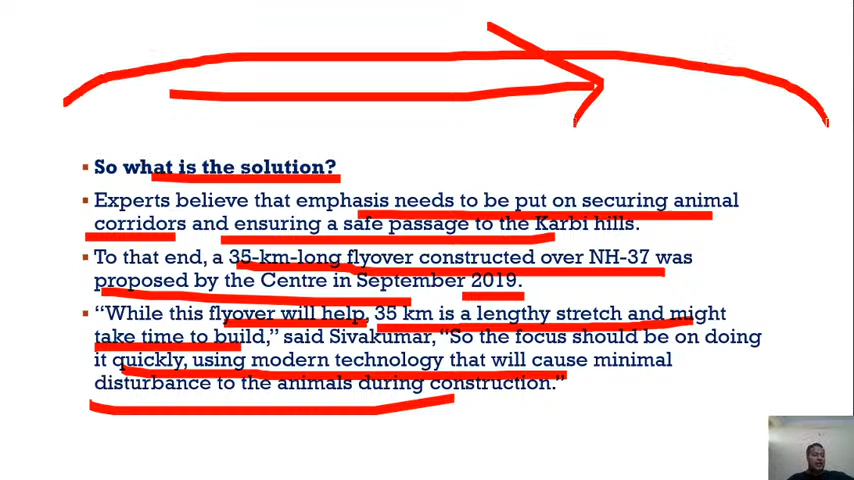 So what is the solution?
Experts believe that emphasis needs to be put on securing animal
corridors and ensuring a safe passage to the Karbi hills.
To that end, a 35-km-long flyover constructed over NH-37 was
proposed by the Centre in September 2019.
“While this flyover will help, 35 km is a lengthy stretch and might
take time to build,” said Sivakumar, “So the focus should be on doing
it quickly, using modern technology that will cause minimal
disturbance to the animals during construction.”